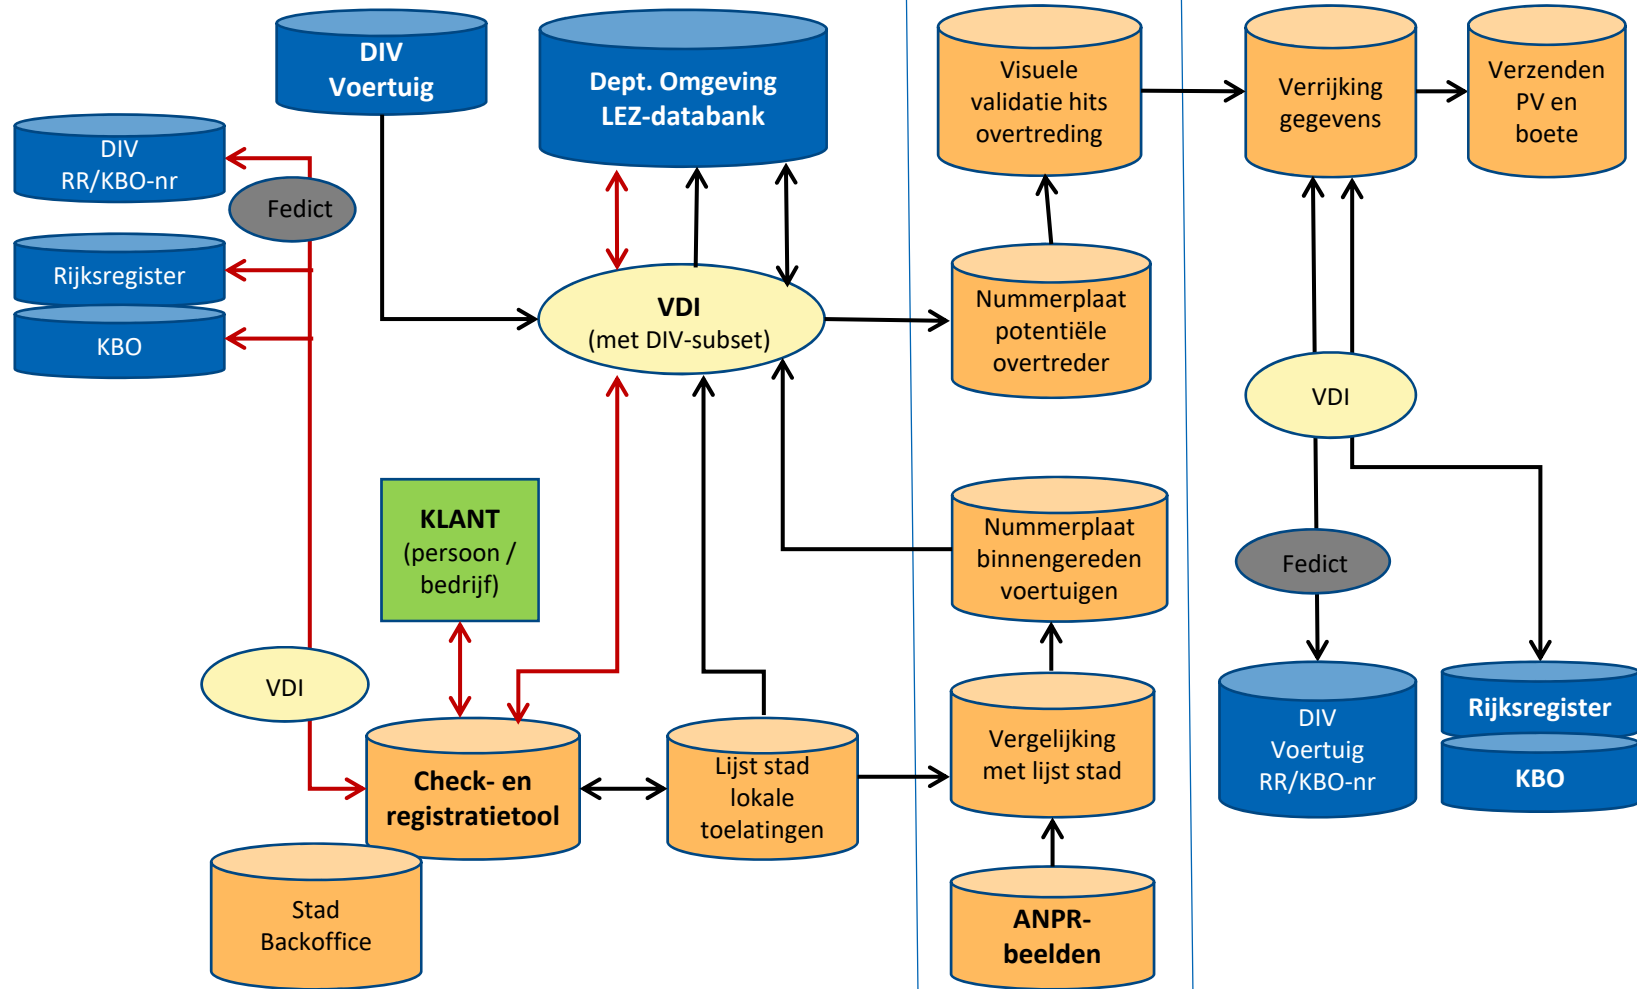 DIV
Voertuig
Dept. Omgeving
LEZ-databank
Visuele
validatie hits
overtreding
Verrijking
gegevens
Verzenden
PV en
boete
DIV
RR/KBO-nr
Fedict
Rijksregister
KBO
VDI
(met DIV-subset)
Nummerplaat
potentiële
overtreder
VDI
KLANT
(persoon /
bedrijf)
Nummerplaat
binnengereden
voertuigen
Fedict
VDI
Check- en
registratietool
Lijst stad
lokale
toelatingen
Vergelijking
met lijst stad
DIV
Voertuig
RR/KBO-nr
Rijksregister
KBO
Stad
Backoffice
ANPR-
beelden